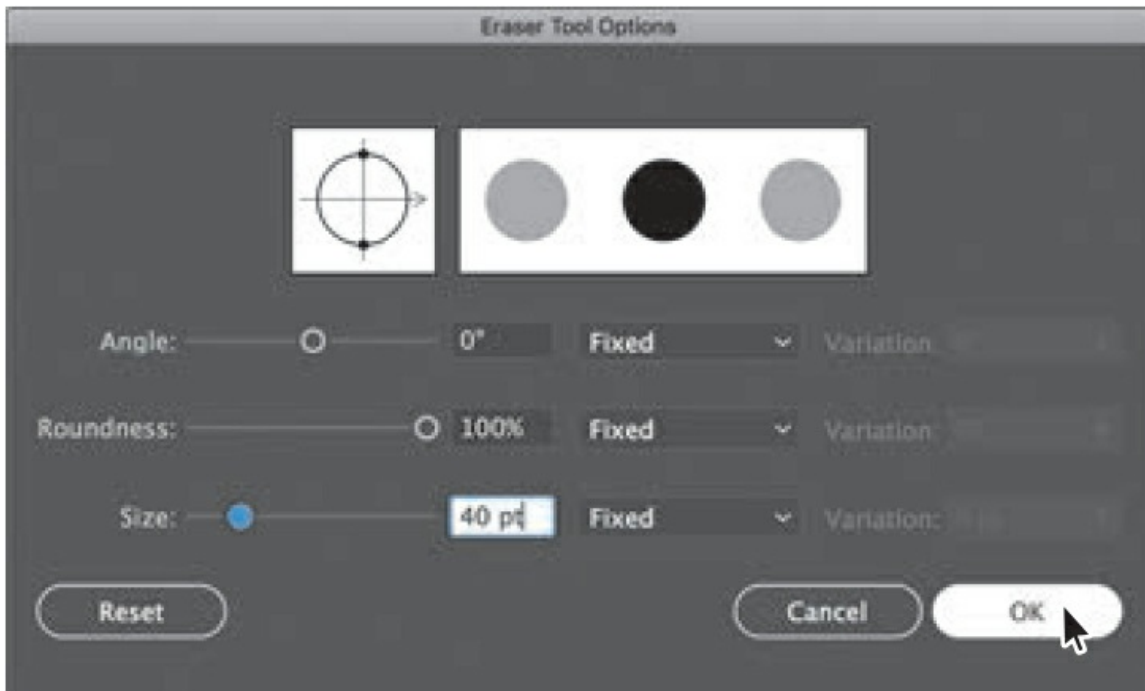 Eraser Tool Options
Angle: 0° Fixed Variation:
Roundness: 100% Fixed Variation:
Size: 40 pt Fixed Variation:
Reset Cancel OK